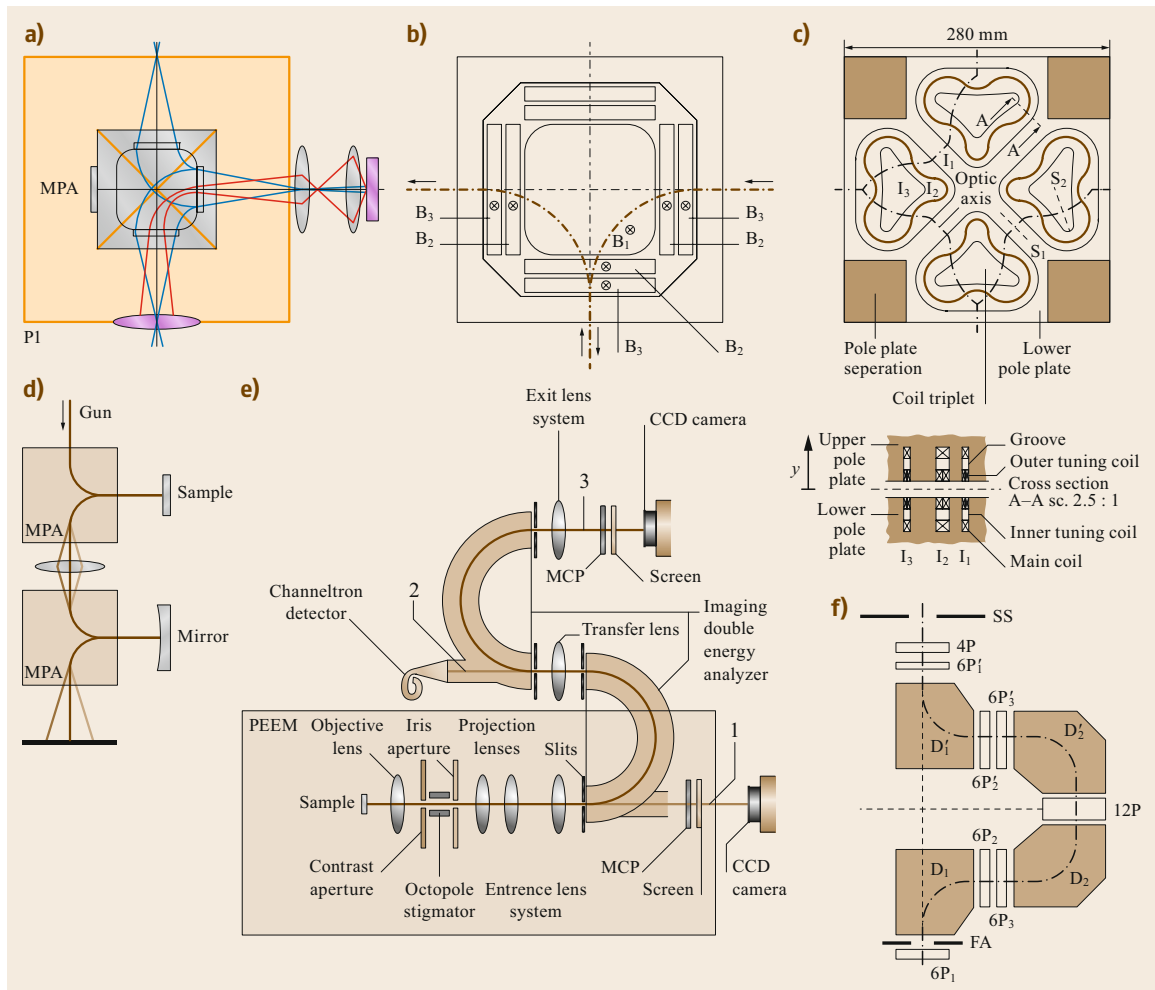 a)
MPA
P1
b)
B3
B2
B1
B3
B2
B2
B3
c)
280 mm
A
A
I1
I3
I2
Optic
axis
S2
S1
Pole plate
seperation
Lower
pole plate
Coil triplet
Upper
pole
plate
y
Lower
pole
plate
Groove
Outer tuning coil
Cross section
A–A sc. 2.5 : 1
Inner tuning coil
Main coil
I3 I2 I1
d)
Gun
Sample
MPA
Mirror
MPA
e)
Exit lens
system
CCD camera
3
MCP
Screen
Channeltron
detector
2
Transfer lens
Imaging
double
energy
analyzer
PEEM
Objective
lens
Iris
aperture
Projection
lenses
Slits
1
Sample
Contrast
aperture
Octopole
stigmator
Entrence lens
system
MCP
Screen
CCD
camera
f)
SS
4P
6P′1
6P′3
D′1
D′2
6P′2
12P
6P2
D1
D2
6P3
FA
6P1